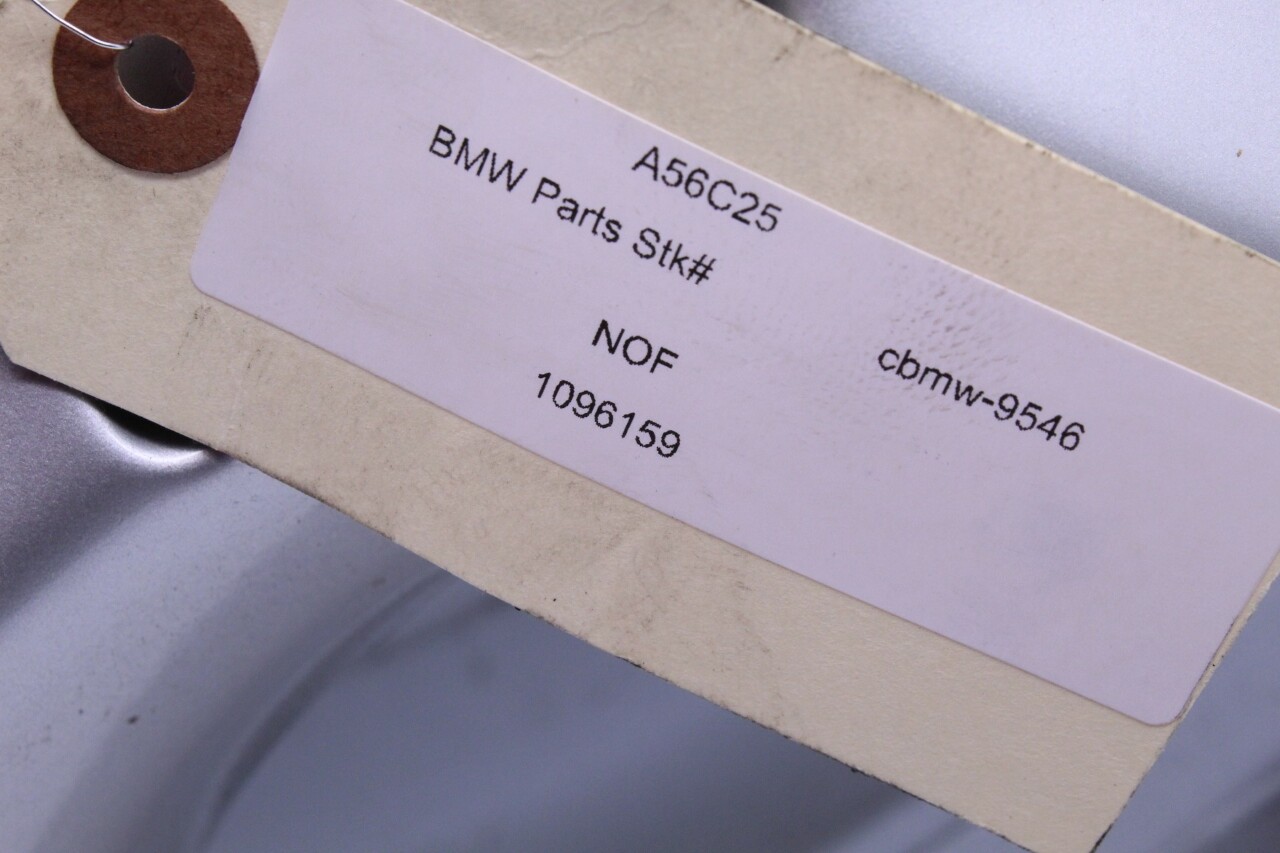 A56C25
BMW Parts Stk#
cbmw-9546
NOF
1096159